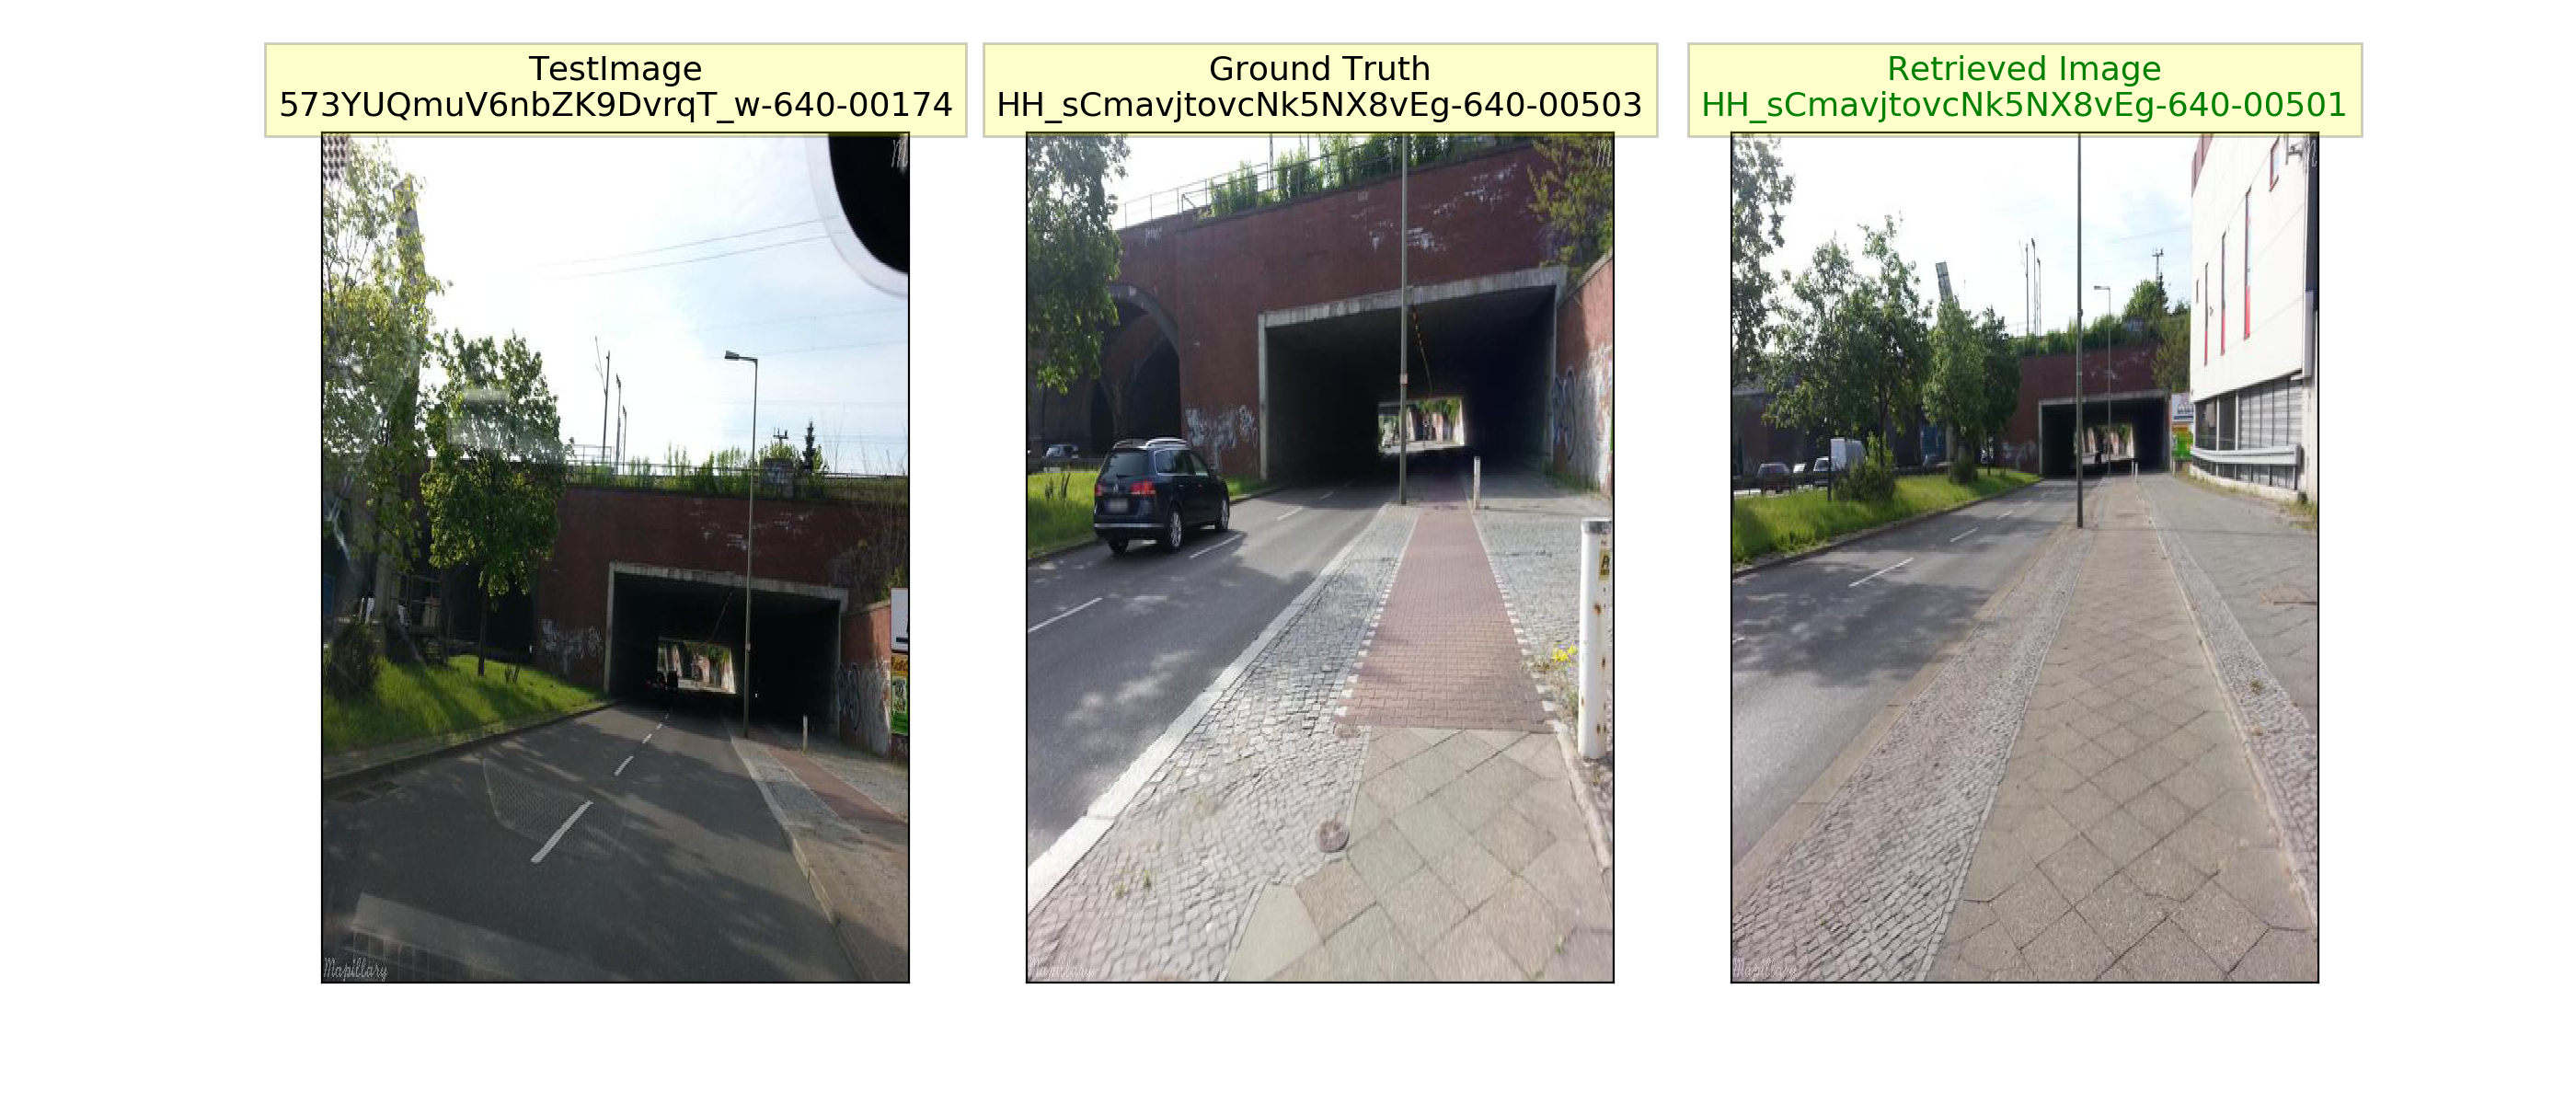 TestImage
573YUQmuV6nbZK9DvrqT_w-640-00174
Ground Truth
HH_sCmavjtovcNk5NX8vEg-640-00503
Retrieved Image
HH_sCmavjtovcNk5NX8vEg-640-00501
Mapillary
Mapillary
Mapillary